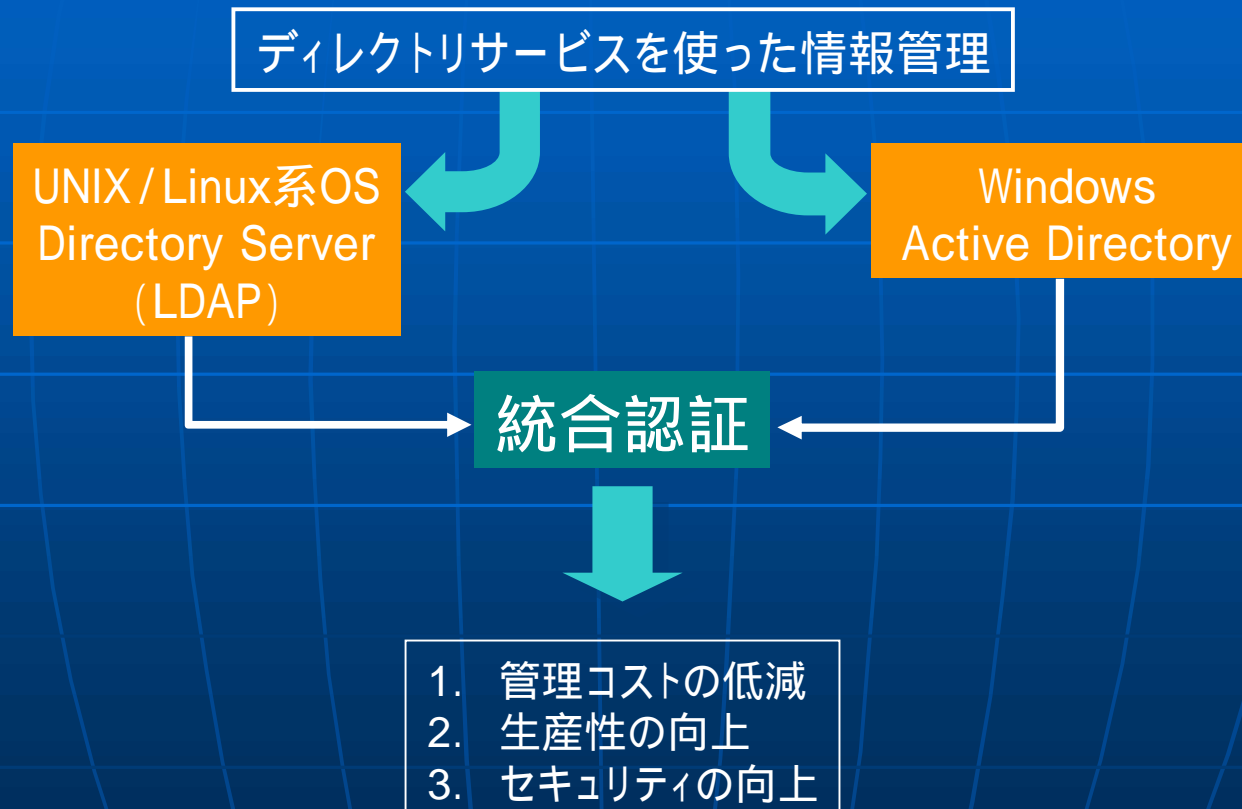 ディレクトリサービスを使った情報管理
UNIX/Linux系OS
Directory Server
(LDAP)
Windows
Active Directory
統合認証
1. 管理コストの低減
2. 生産性の向上
3. セキュリティの向上